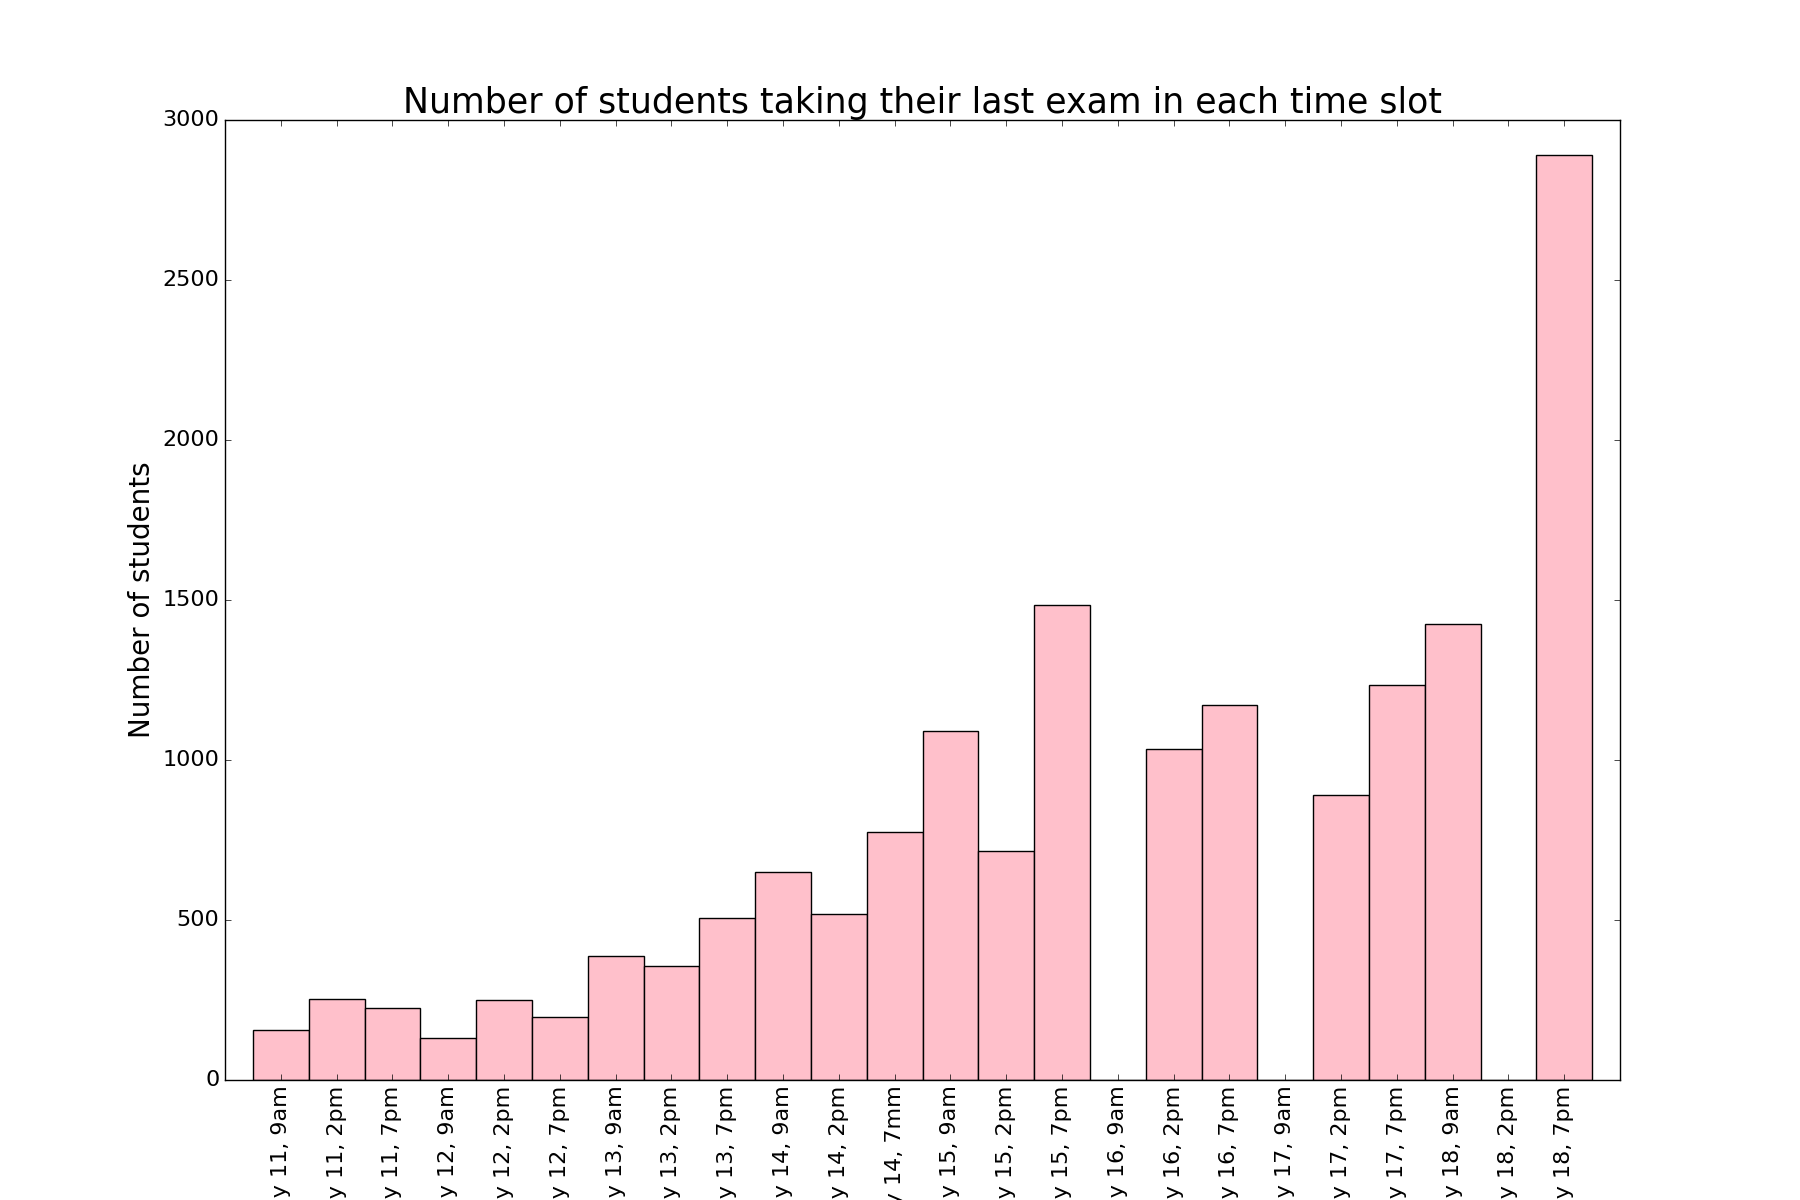 Number of students taking their last exam in each time slot
3000
2500
2000
1500
1000
500
0
Number of students
y 11, 9am
y 11, 2pm
y 11, 7pm
y 12, 9am
y 12, 2pm
y 12, 7pm
y 13, 9am
y 13, 2pm
y 13, 7pm
y 14, 9am
y 14, 2pm
y 14, 7mm
y 15, 9am
y 15, 2pm
y 15, 7pm
y 16, 9am
y 16, 2pm
y 16, 7pm
y 17, 9am
y 17, 2pm
y 17, 7pm
y 18, 9am
y 18, 2pm
y 18, 7pm